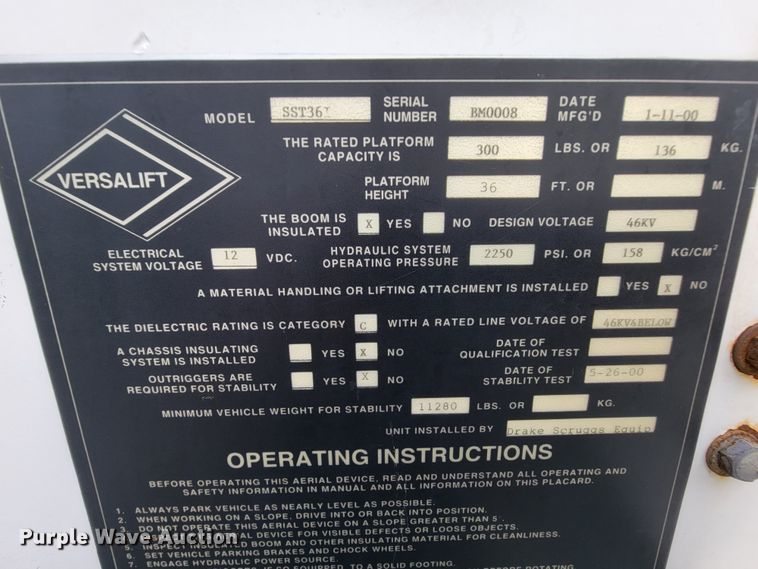 VERSALIFT
MODEL SST36I SERIAL NUMBER BM0008 DATE MFG'D 1-11-00
THE RATED PLATFORM CAPACITY IS 300 LBS. OR 136 KG.
PLATFORM HEIGHT 36 FT. OR M.
THE BOOM IS INSULATED X YES NO DESIGN VOLTAGE 46KV
ELECTRICAL SYSTEM VOLTAGE 12 VDC. HYDRAULIC SYSTEM OPERATING PRESSURE 2250 PSI. OR 158 KG/CM²
A MATERIAL HANDLING OR LIFTING ATTACHMENT IS INSTALLED YES X NO
THE DIELECTRIC RATING IS CATEGORY C WITH A RATED LINE VOLTAGE OF 46KV&BELOW
A CHASSIS INSULATING SYSTEM IS INSTALLED YES X NO DATE OF QUALIFICATION TEST
OUTRIGGERS ARE REQUIRED FOR STABILITY YES X NO DATE OF STABILITY TEST 5-26-00
MINIMUM VEHICLE WEIGHT FOR STABILITY 11280 LBS. OR KG.
UNIT INSTALLED BY Drake Scruggs Equip
OPERATING INSTRUCTIONS
BEFORE OPERATING THIS AERIAL DEVICE, READ AND UNDERSTAND ALL OPERATING AND
SAFETY INFORMATION IN MANUAL AND ALL INFORMATION ON THIS PLACARD.
1. ALWAYS PARK VEHICLE AS NEARLY LEVEL AS POSSIBLE.
2. WHEN WORKING ON A SLOPE, DRIVE INTO OR BACK INTO POSITION.
3. DO NOT OPERATE THIS AERIAL DEVICE ON A SLOPE GREATER THAN 5°.
AERIAL DEVICE FOR VISIBLE DEFECTS OR LOOSE OBJECTS.
5. INSPECT INSULATED BOOM AND OTHER INSULATING MATERIAL FOR CLEANLINESS.
6. SET VEHICLE PARKING BRAKES AND CHOCK WHEELS.
7. ENGAGE HYDRAULIC POWER SOURCE.
IF SO EQUIPPED, TO A SOLID FOOTING.
BEFORE ROTATING
Purple Wave Auction